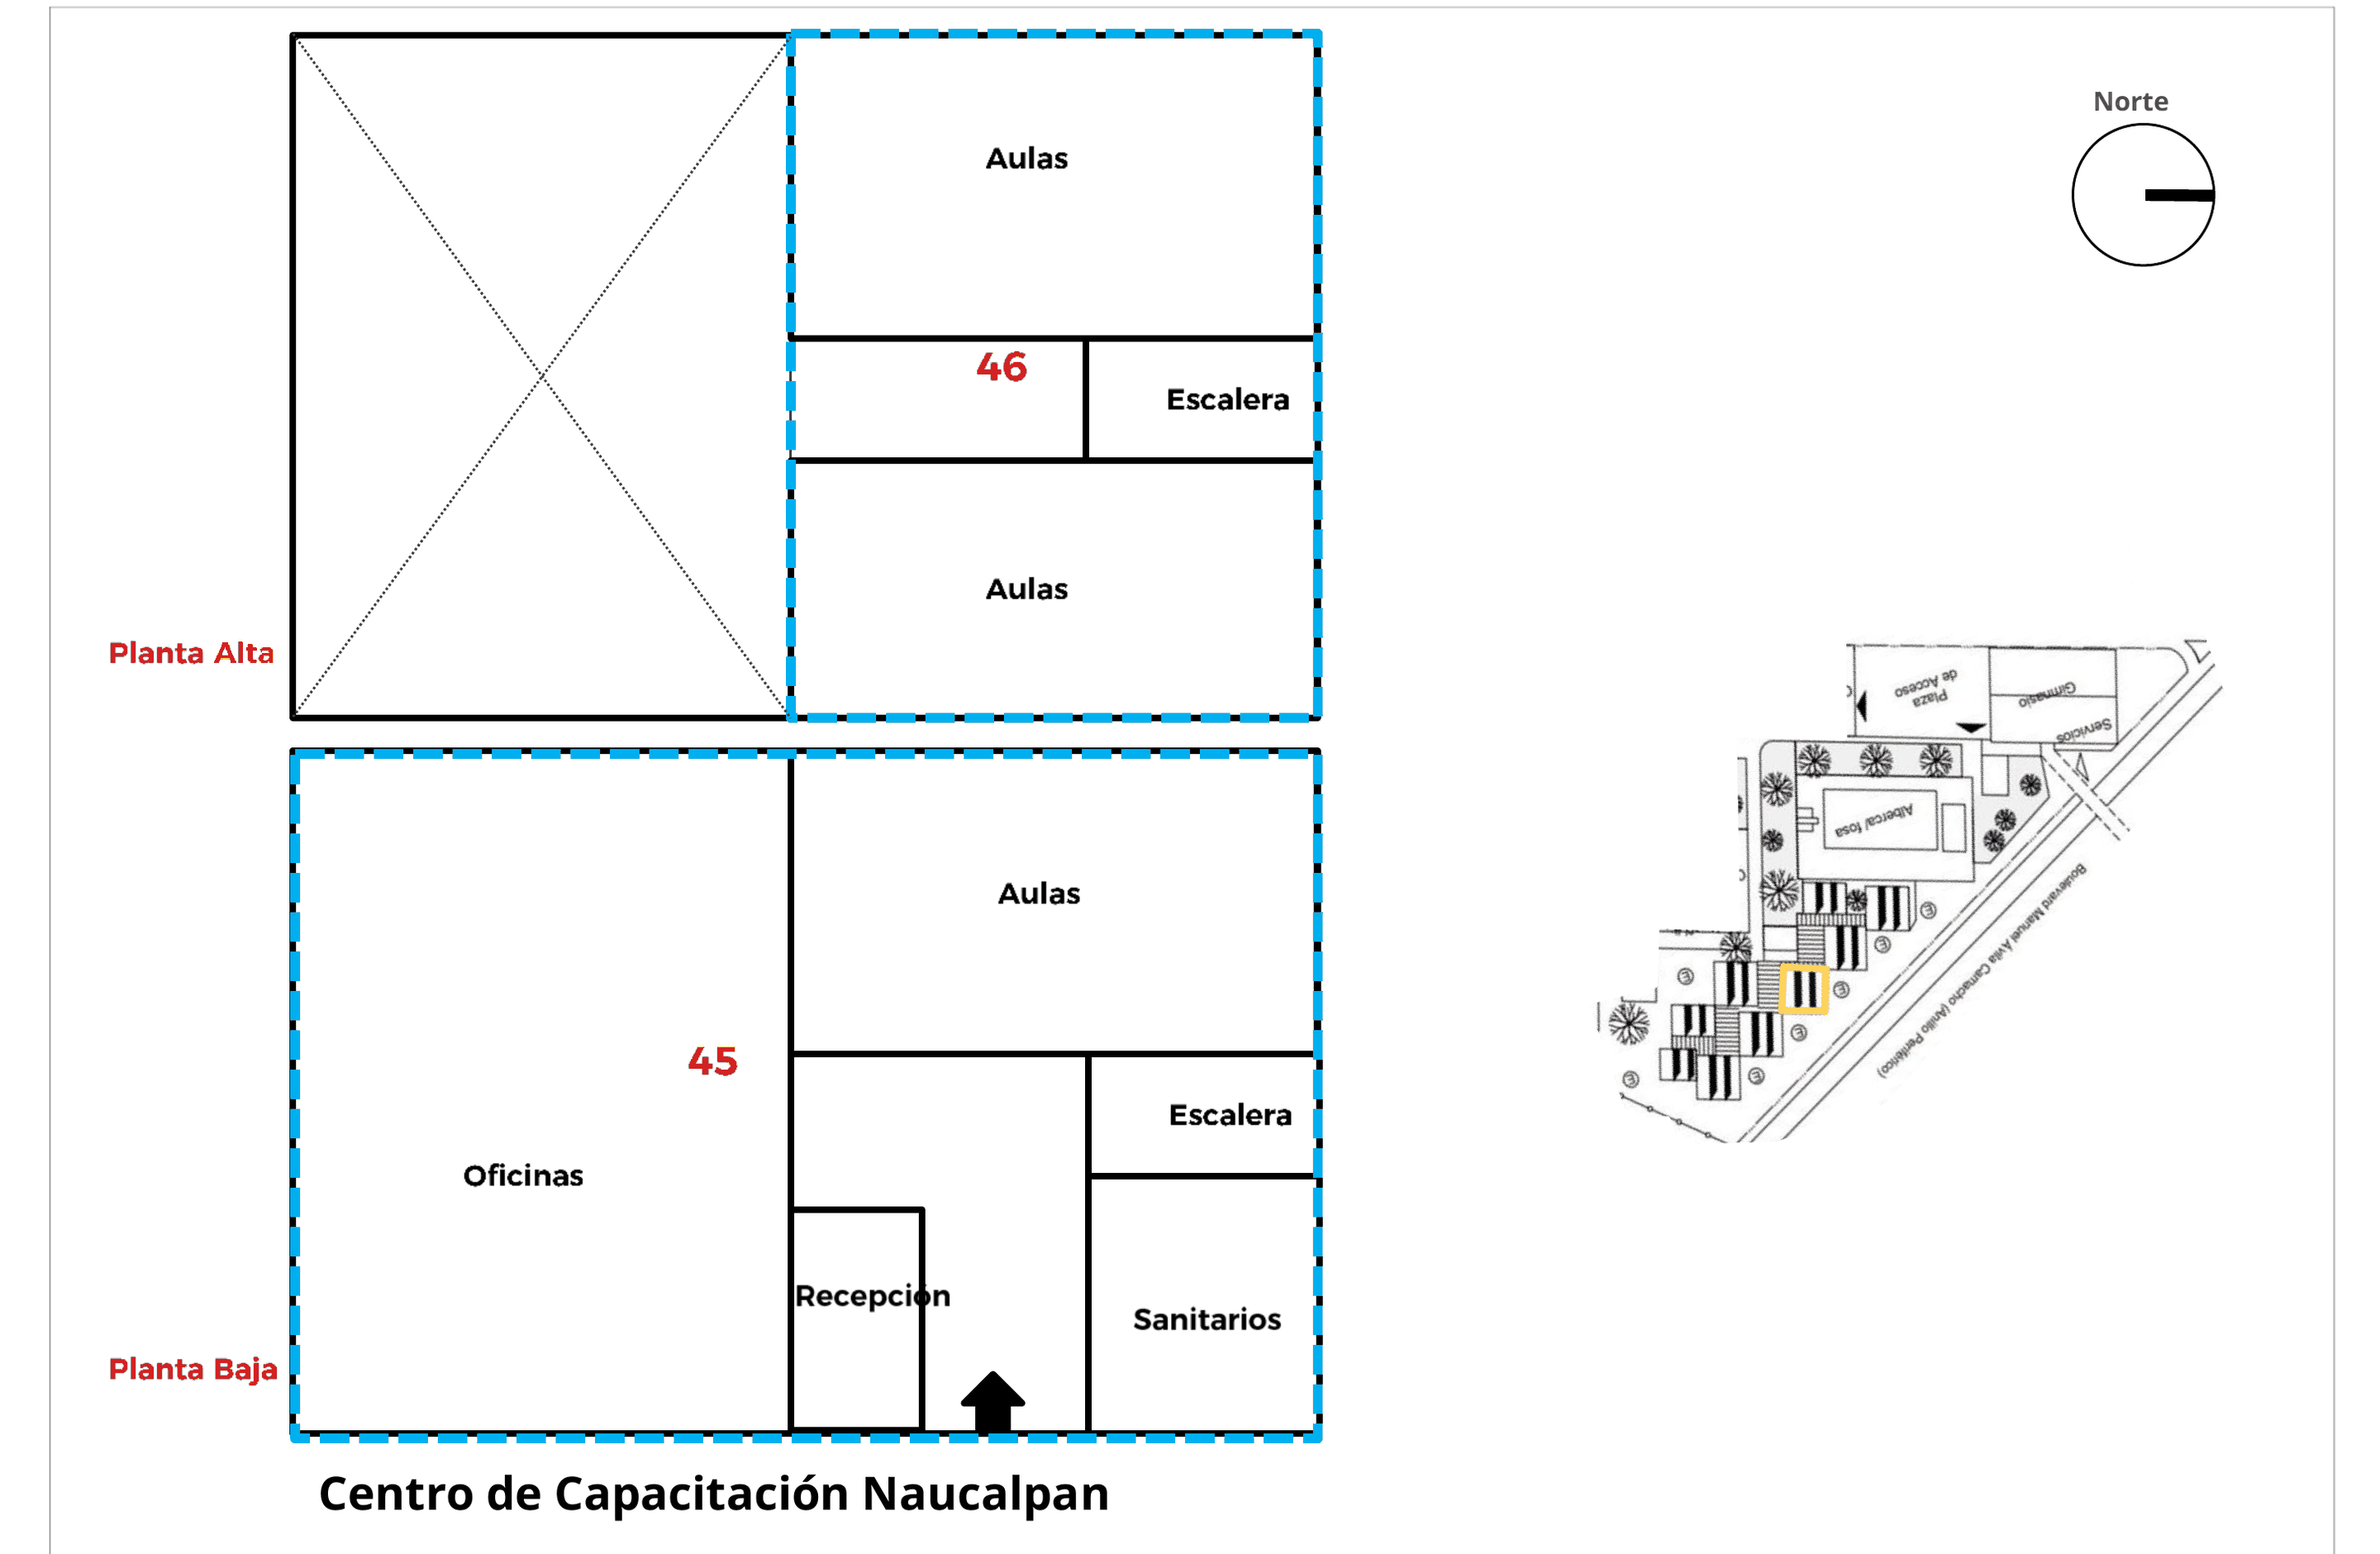 Norte
Aulas
46
Escalera
Aulas
Planta Alta
Plaza
de Acceso
Gimnasio
Servicios
Alberca/ fosa
Boulevard Manuel Ávila Camacho (Anillo Periférico)
E
E
E
E
E
E
E
Aulas
45
Escalera
Oficinas
Recepción
Sanitarios
Planta Baja
Centro de Capacitación Naucalpan